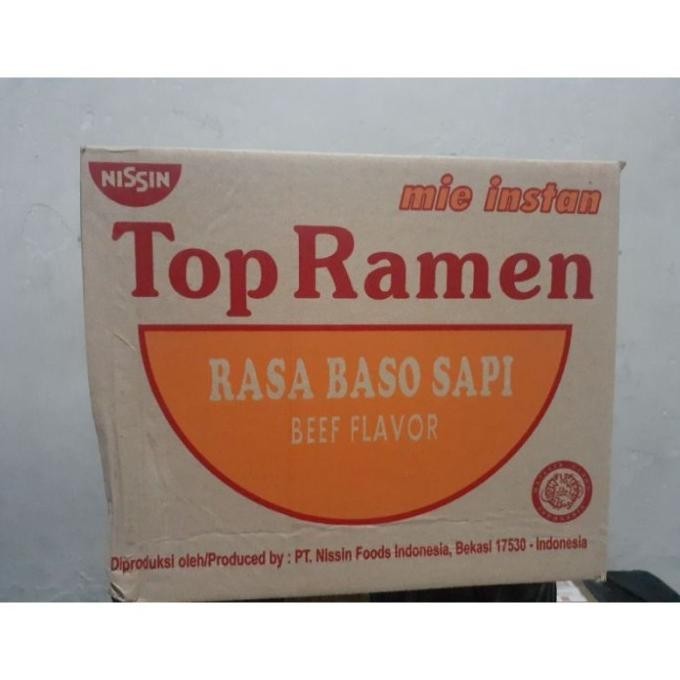 NISSIN
mie instan
Top Ramen
RASA BASO SAPI
BEEF FLAVOR
Diproduksi oleh/Produced by : PT. Nissin Foods Indonesia, Bekasi 17530 - Indonesia